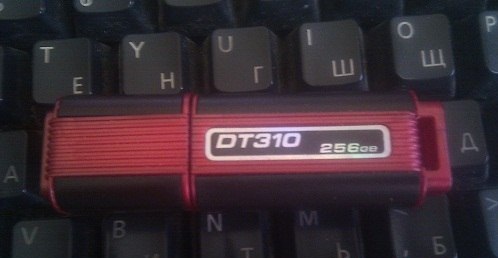 T Y U I O
Е Н Г Ш Щ
DT310
256GB
А Д
V B N M
И Ь Б